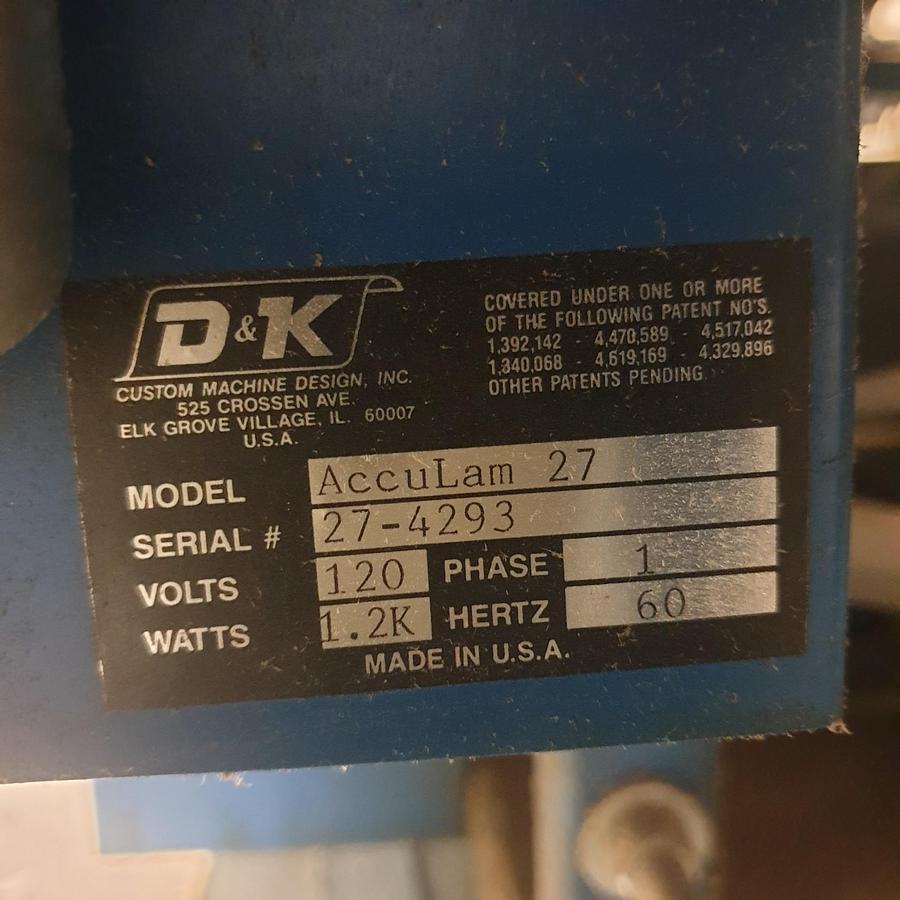 D&K
CUSTOM MACHINE DESIGN, INC.
525 CROSSEN AVE.
ELK GROVE VILLAGE, IL. 60007
U.S.A.
COVERED UNDER ONE OR MORE
OF THE FOLLOWING PATENT NO'S.
1,392,142 - 4,470,589 - 4,517,042
1,340,068 - 4,619,169 - 4,329,896
OTHER PATENTS PENDING.
MODEL AccuLam 27
SERIAL # 27-4293
VOLTS 120 PHASE 1
WATTS 1.2K HERTZ 60
MADE IN U.S.A.